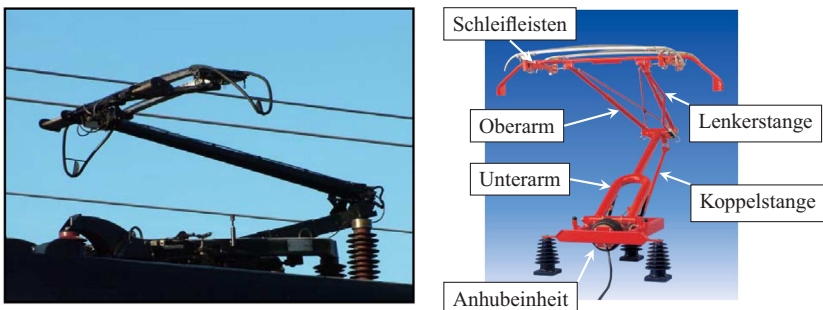 Schleifleisten
Oberarm
Lenkerstange
Unterarm
Koppelstange
Anhubeinheit